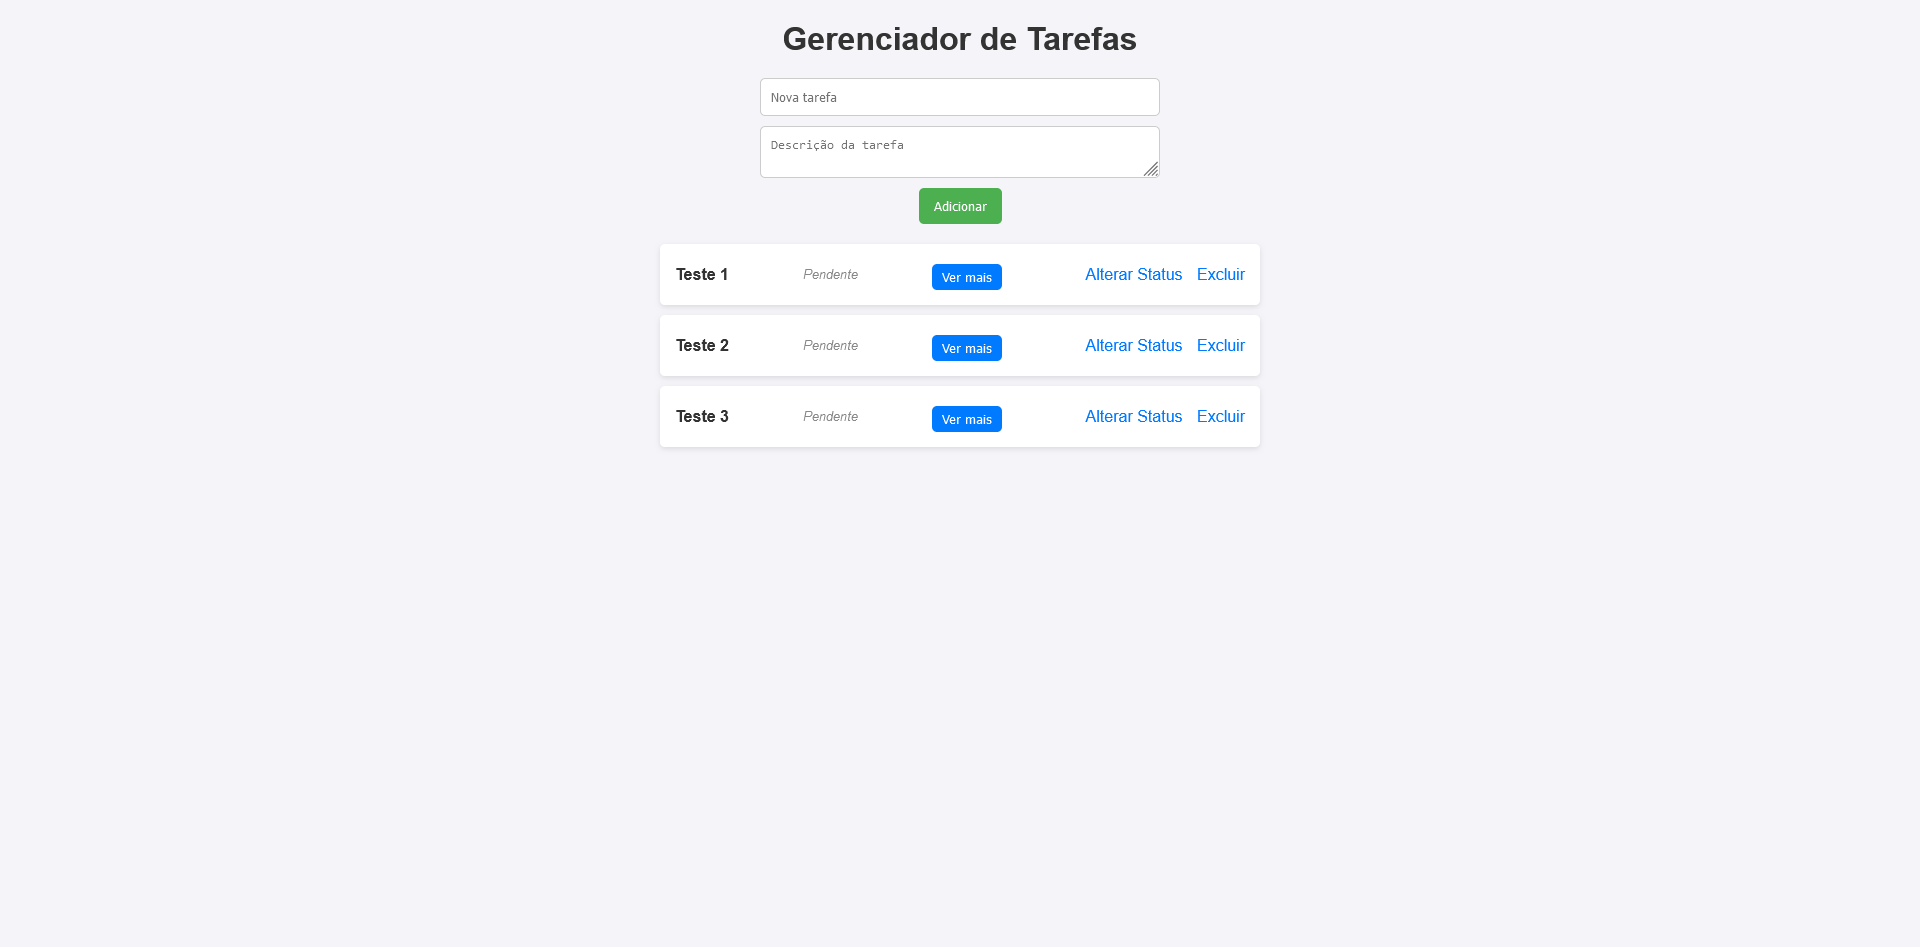 Gerenciador de Tarefas
Nova tarefa
Descrição da tarefa
Adicionar
Teste 1 Pendente Ver mais Alterar Status Excluir
Teste 2 Pendente Ver mais Alterar Status Excluir
Teste 3 Pendente Ver mais Alterar Status Excluir